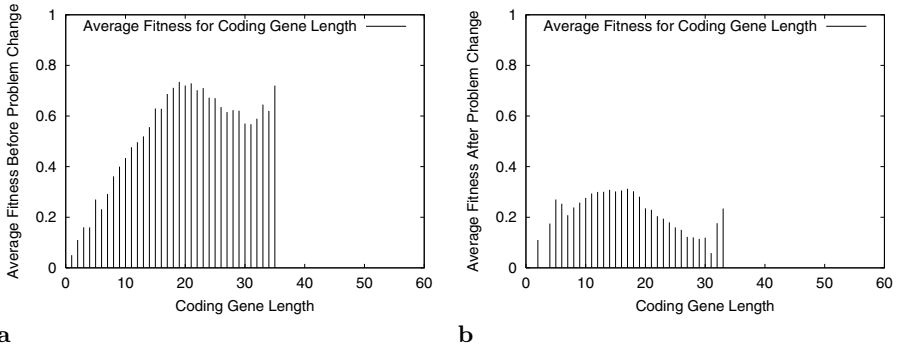 Average Fitness Before Problem Change
1
0.8
0.6
0.4
0.2
0
Average Fitness for Coding Gene Length
0 10 20 30 40 50 60
Coding Gene Length
a
Average Fitness After Problem Change
1
0.8
0.6
0.4
0.2
0
Average Fitness for Coding Gene Length
0 10 20 30 40 50 60
Coding Gene Length
b